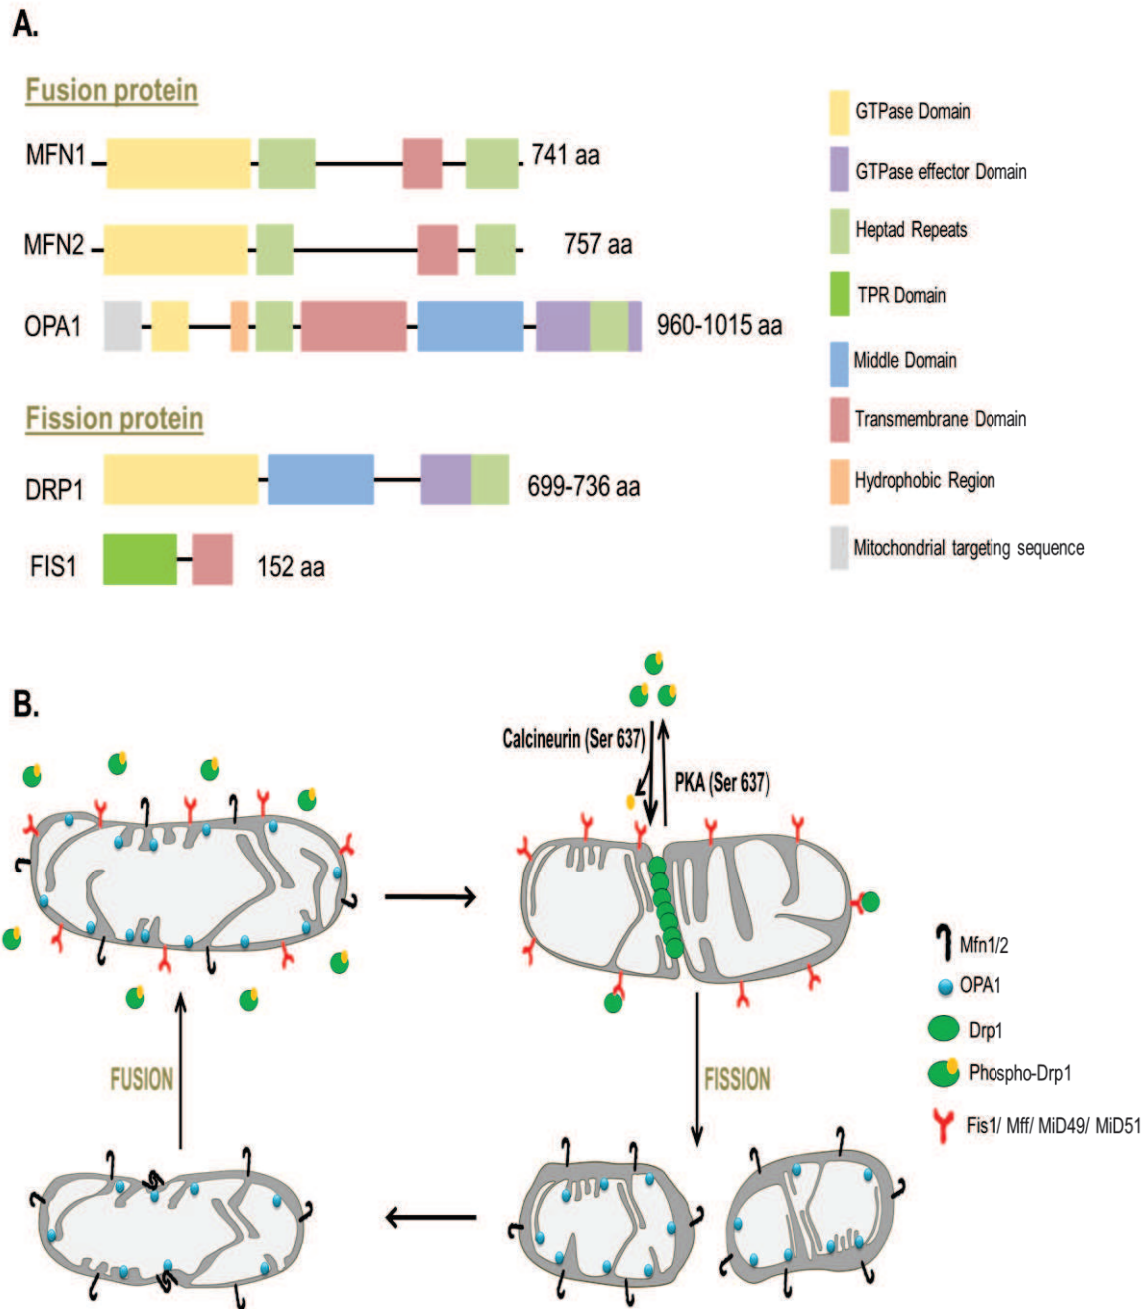 A.
Fusion protein
MFN1 741 aa
MFN2 757 aa
OPA1 960-1015 aa
Fission protein
DRP1 699-736 aa
FIS1 152 aa
GTPase Domain
GTPase effector Domain
Heptad Repeats
TPR Domain
Middle Domain
Transmembrane Domain
Hydrophobic Region
Mitochondrial targeting sequence
B.
Calcineurin (Ser 637)
PKA (Ser 637)
FUSION
FISSION
Mfn1/2
OPA1
Drp1
Phospho-Drp1
Fis1/ Mff/ MiD49/ MiD51